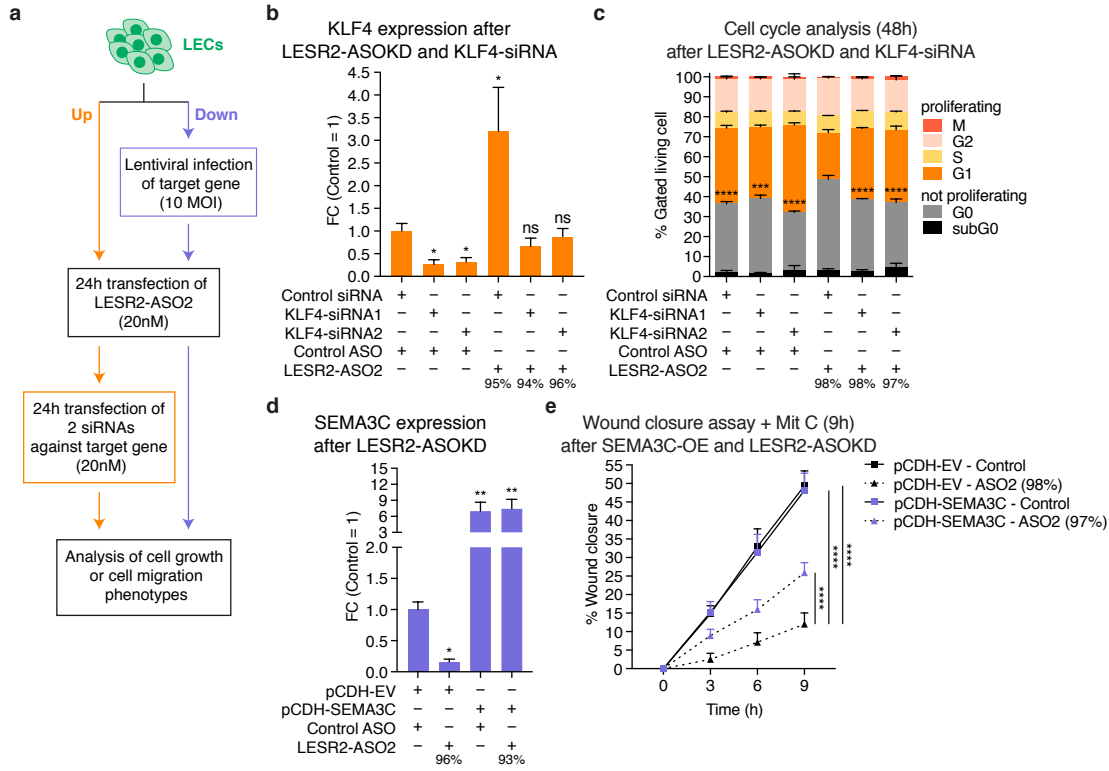 a
LECs
Up
Down
Lentiviral infection
of target gene
(10 MOI)
24h transfection of
LESR2-ASO2
(20nM)
24h transfection of
2 siRNAs
against target gene
(20nM)
Analysis of cell growth
or cell migration
phenotypes
b
KLF4 expression after
LESR2-ASOKD and KLF4-siRNA
FC (Control = 1)
4.5
4.0
3.5
3.0
2.5
2.0
1.5
1.0
0.5
0.0
* * * ns ns
Control siRNA + − − + − −
KLF4-siRNA1 − + − − + −
KLF4-siRNA2 − − + − − +
Control ASO + + + − − −
LESR2-ASO2 − − − + + +
95% 94% 96%
c
Cell cycle analysis (48h)
after LESR2-ASOKD and KLF4-siRNA
% Gated living cell
100
90
80
70
60
50
40
30
20
10
0
**** *** **** **** ****
proliferating
M
G2
S
G1
not proliferating
G0
subG0
Control siRNA + − − + − −
KLF4-siRNA1 − + − − + −
KLF4-siRNA2 − − + − − +
Control ASO + + + − − −
LESR2-ASO2 − − − + + +
98% 98% 97%
d
SEMA3C expression
after LESR2-ASOKD
FC (Control = 1)
15
12
9
6
3
2.0
1.5
1.0
0.5
0.0
* ** **
pCDH-EV + + − −
pCDH-SEMA3C − − + +
Control ASO + − + −
LESR2-ASO2 − + − +
96% 93%
e
Wound closure assay + Mit C (9h)
after SEMA3C-OE and LESR2-ASOKD
% Wound closure
55
50
45
40
35
30
25
20
15
10
5
0
0 3 6 9
Time (h)
**** **** ****
pCDH-EV - Control
pCDH-EV - ASO2 (98%)
pCDH-SEMA3C - Control
pCDH-SEMA3C - ASO2 (97%)